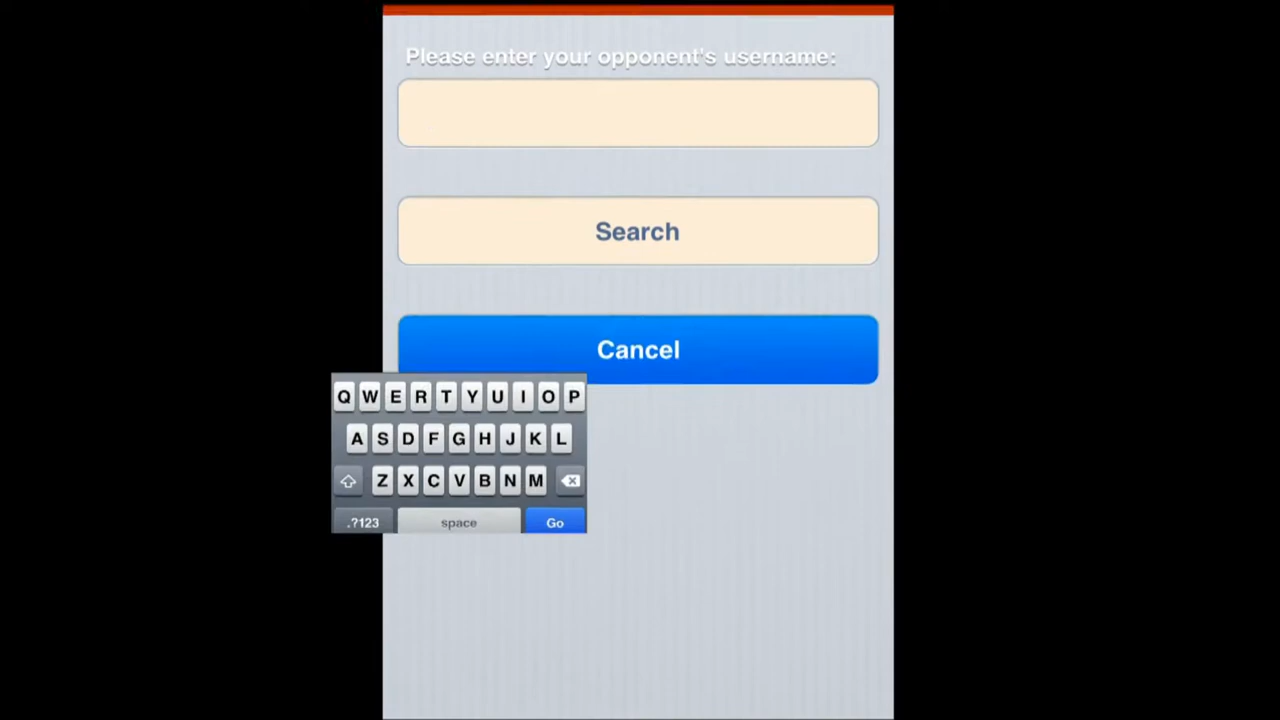 Please enter your opponent's username:
Search
Cancel
Q W E R T Y U I O P
A S D F G H J K L
Z X C V B N M
.?123 space Go